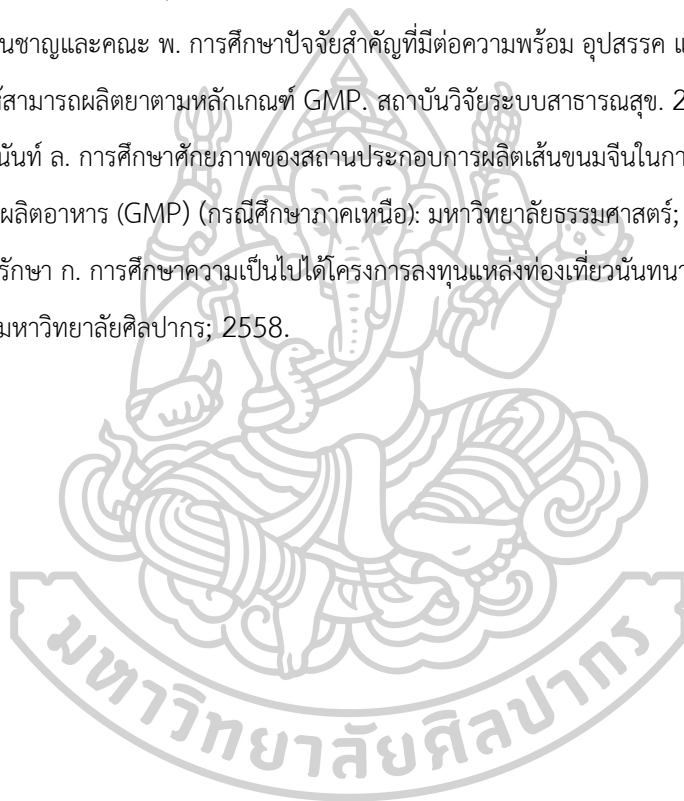 นชาญและคณะ พ. การศึกษาปัจจัยสำคัญที่มีต่อความพร้อม อุปสรรค แ
สามารถผลิตยาตามหลักเกณฑ์ GMP. สถาบันวิจัยระบบสาธารณสุข. 2
นันท์ ล. การศึกษาศักยภาพของสถานประกอบการผลิตเส้นขนมจีนในกา
ผลิตอาหาร (GMP) (กรณีศึกษาภาคเหนือ): มหาวิทยาลัยธรรมศาสตร์;
รักษา ก. การศึกษาความเป็นไปได้โครงการลงทุนแหล่งท่องเที่ยวนันทนา
มหาวิทยาลัยศิลปากร; 2558.
มหาวิทยาลัยศิลปากร